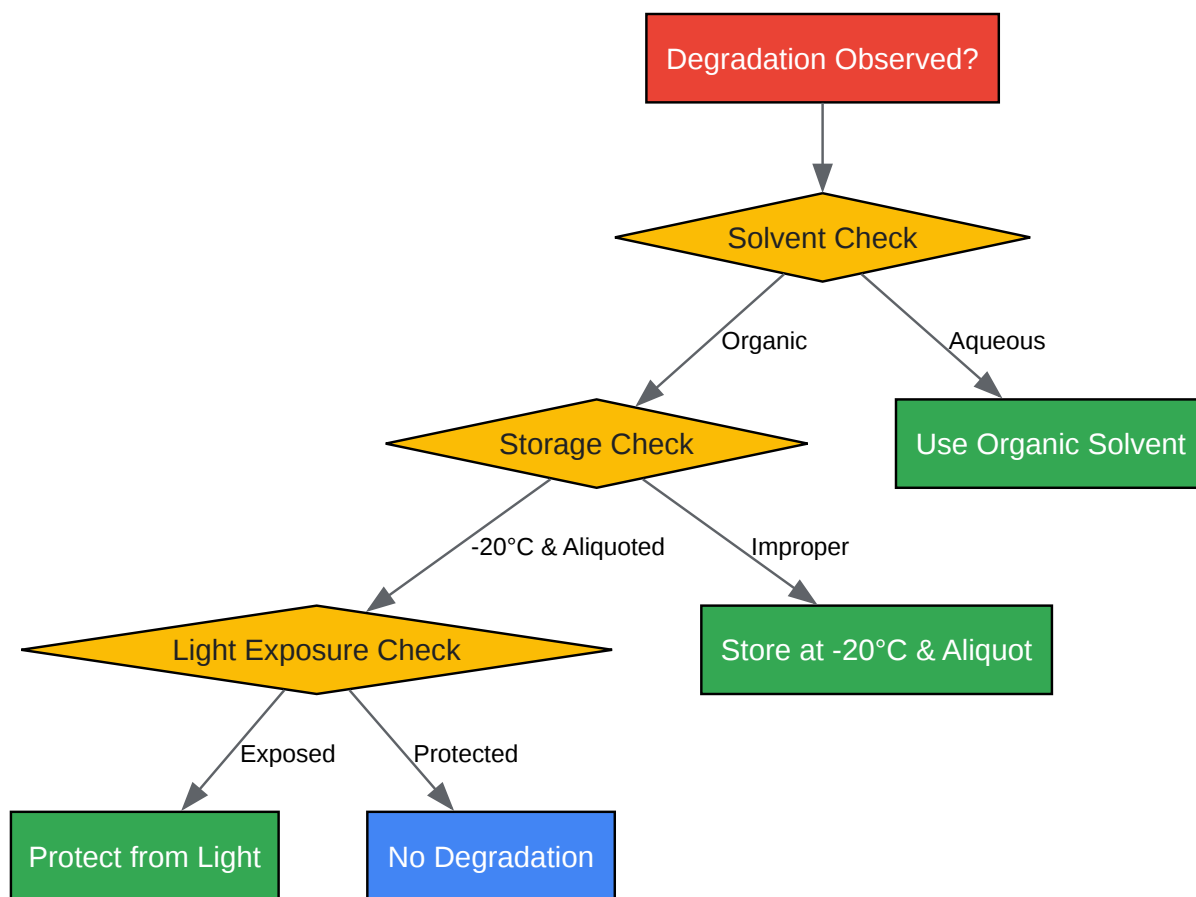 Degradation Observed?
Solvent Check
Organic
Aqueous
Storage Check
Use Organic Solvent
-20°C & Aliquoted
Improper
Light Exposure Check
Store at -20°C & Aliquot
Exposed
Protected
Protect from Light
No Degradation